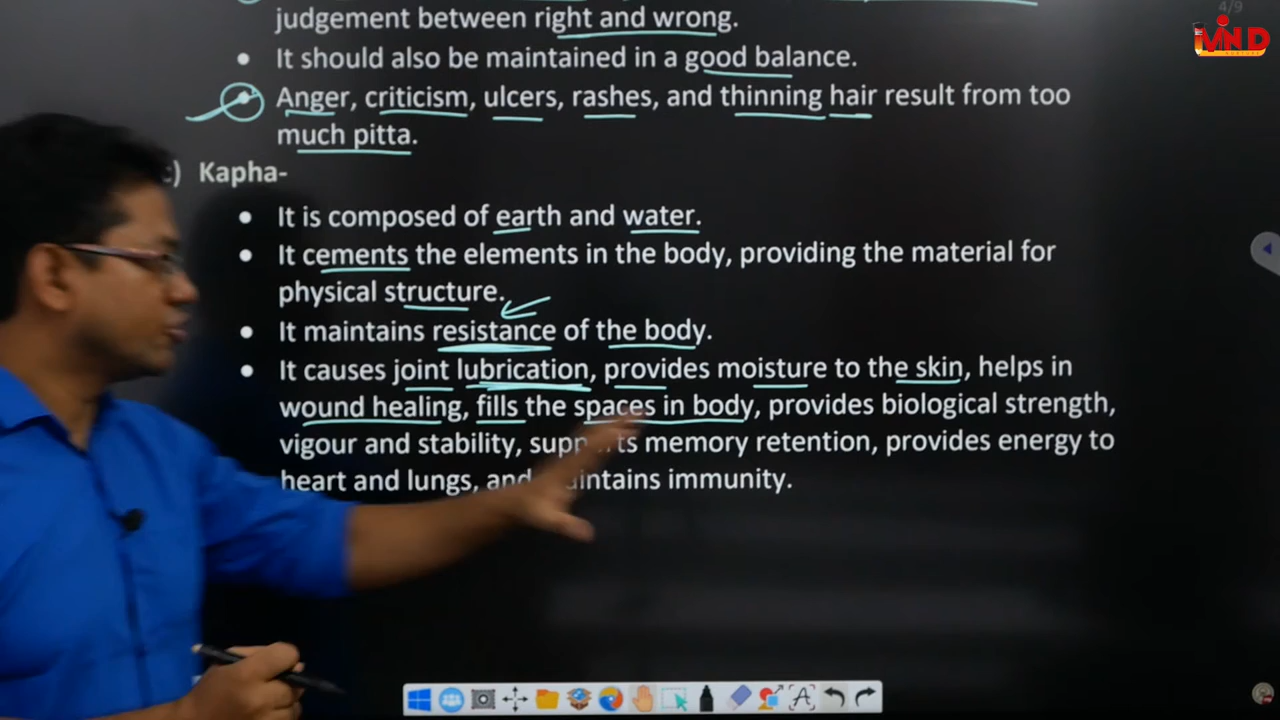 4/9
judgement between right and wrong.
• It should also be maintained in a good balance.
• Anger, criticism, ulcers, rashes, and thinning hair result from too
much pitta.
c) Kapha-
• It is composed of earth and water.
• It cements the elements in the body, providing the material for
physical structure.
• It maintains resistance of the body.
• It causes joint lubrication, provides moisture to the skin, helps in
wound healing, fills the spaces in body, provides biological strength,
vigour and stability, supports memory retention, provides energy to
heart and lungs, and maintains immunity.